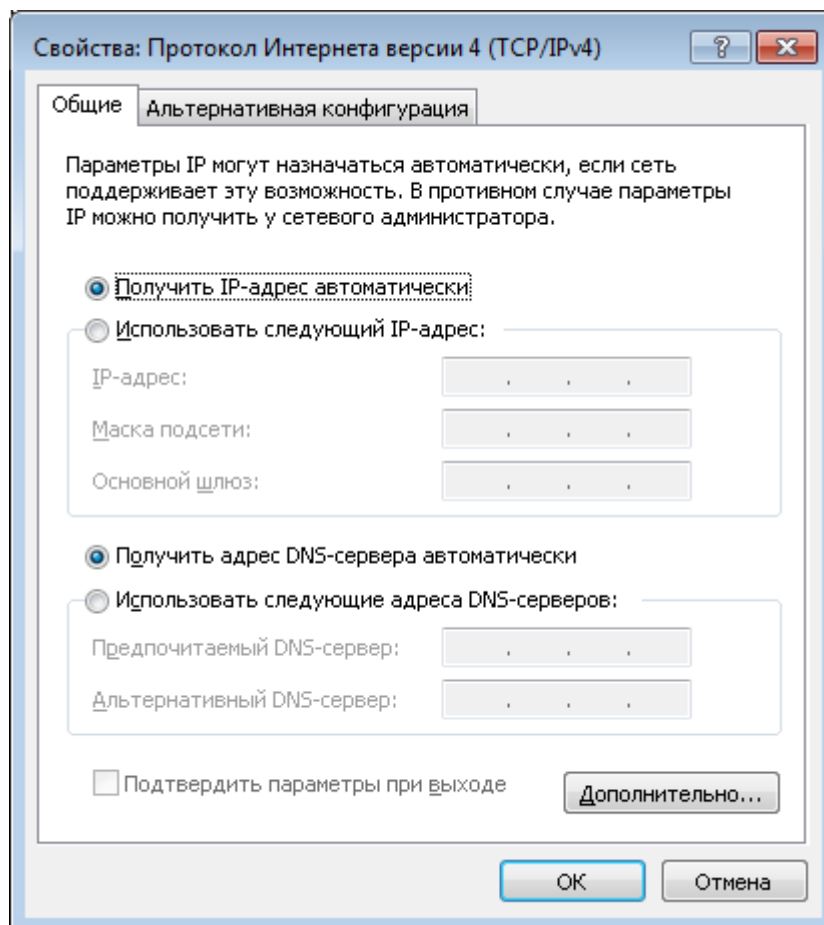 Свойства: Протокол Интернета версии 4 (TCP/IPv4)
Общие
Альтернативная конфигурация
Параметры IP могут назначаться автоматически, если сеть
поддерживает эту возможность. В противном случае параметры
IP можно получить у сетевого администратора.
Получить IP-адрес автоматически
Использовать следующий IP-адрес:
IP-адрес:
Маска подсети:
Основной шлюз:
Получить адрес DNS-сервера автоматически
Использовать следующие адреса DNS-серверов:
Предпочитаемый DNS-сервер:
Альтернативный DNS-сервер:
Подтвердить параметры при выходе
Дополнительно...
ОК
Отмена